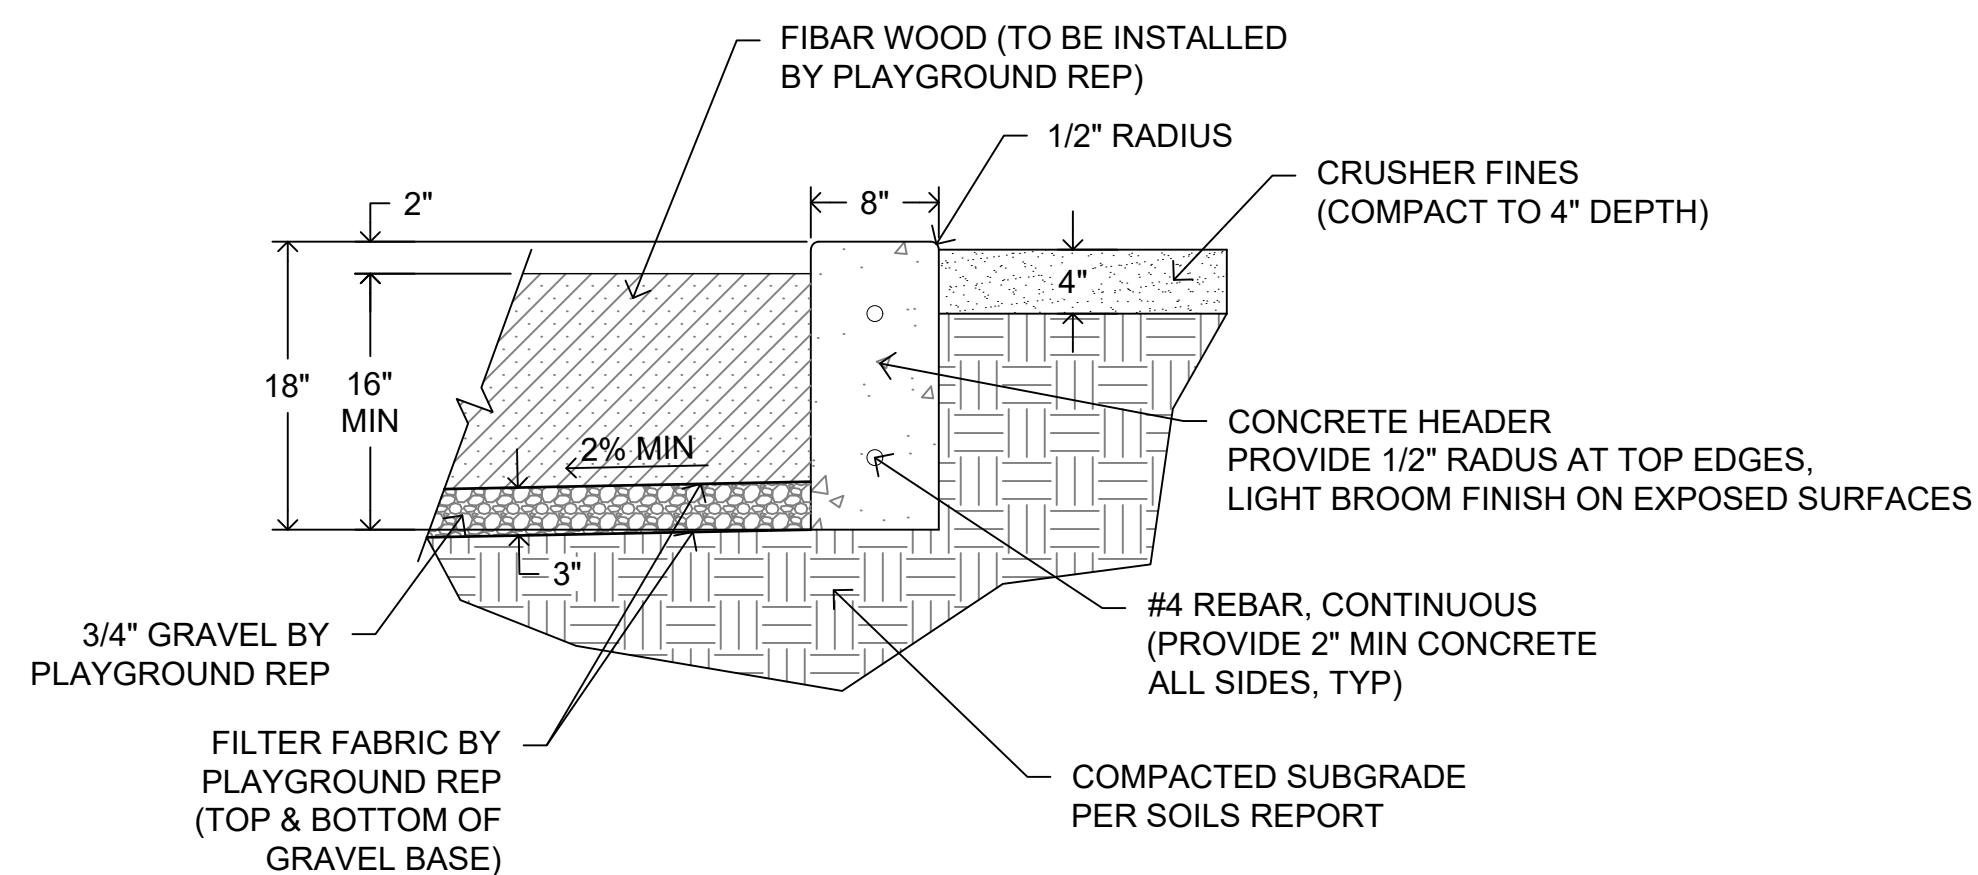 FIBAR WOOD (TO BE INSTALLED
BY PLAYGROUND REP)
1/2" RADIUS
CRUSHER FINES
(COMPACT TO 4" DEPTH)
2"
8"
4"
18"
16"
MIN
2% MIN
CONCRETE HEADER
PROVIDE 1/2" RADUS AT TOP EDGES,
LIGHT BROOM FINISH ON EXPOSED SURFACES
3"
#4 REBAR, CONTINUOUS
(PROVIDE 2" MIN CONCRETE
ALL SIDES, TYP)
3/4" GRAVEL BY
PLAYGROUND REP
FILTER FABRIC BY
PLAYGROUND REP
(TOP & BOTTOM OF
GRAVEL BASE)
COMPACTED SUBGRADE
PER SOILS REPORT